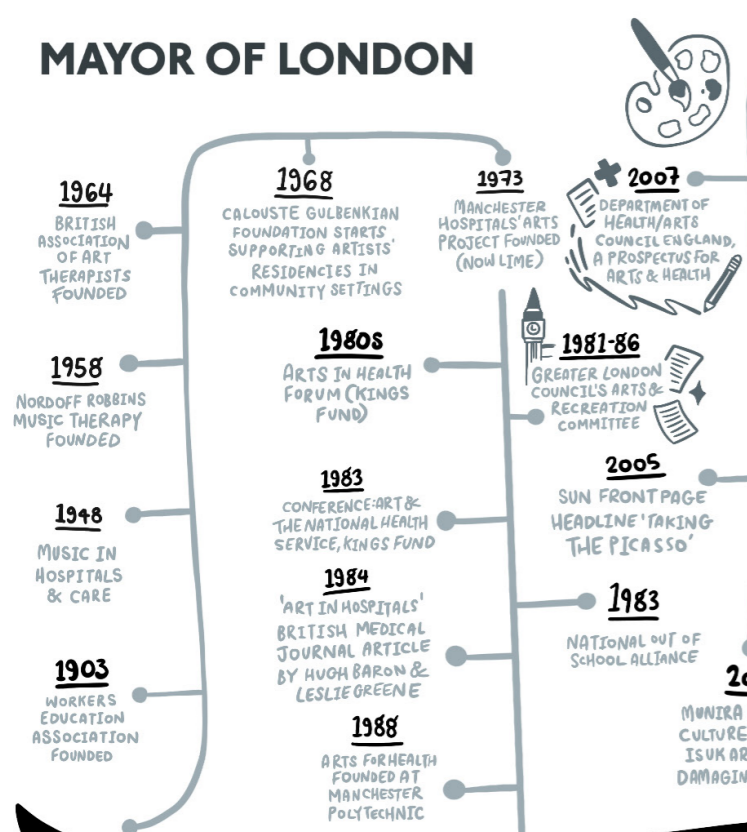 MAYOR OF LONDON
1964
BRITISH
ASSOCIATION
OF ART
THERAPISTS
FOUNDED
1958
NORDOFF ROBBINS
MUSIC THERAPY
FOUNDED
1948
MUSIC IN
HOSPITALS
& CARE
1903
WORKERS
EDUCATION
ASSOCIATION
FOUNDED
1968
CALOUSTE GULBENKIAN
FOUNDATION STARTS
SUPPORTING ARTISTS'
RESIDENCIES IN
COMMUNITY SETTINGS
1973
MANCHESTER
HOSPITALS' ARTS
PROJECT FOUNDED
(NOW LIME)
1980s
ARTS IN HEALTH
FORUM (KINGS
FUND)
1981-86
GREATER LONDON
COUNCIL'S ARTS &
RECREATION
COMMITTEE
1983
CONFERENCE: ART &
THE NATIONAL HEALTH
SERVICE, KINGS FUND
1984
'ART IN HOSPITALS'
BRITISH MEDICAL
JOURNAL ARTICLE
BY HUGH BARON &
LESLIE GREENE
1983
NATIONAL OUT OF
SCHOOL ALLIANCE
1988
ARTS FOR HEALTH
FOUNDED AT
MANCHESTER
POLYTECHNIC
2007
DEPARTMENT OF
HEALTH/ARTS
COUNCIL ENGLAND,
A PROSPECTUS FOR
ARTS & HEALTH
2005
SUN FRONT PAGE
HEADLINE 'TAKING
THE PICASSO'
MUNIRA
CULTURE
IS UK